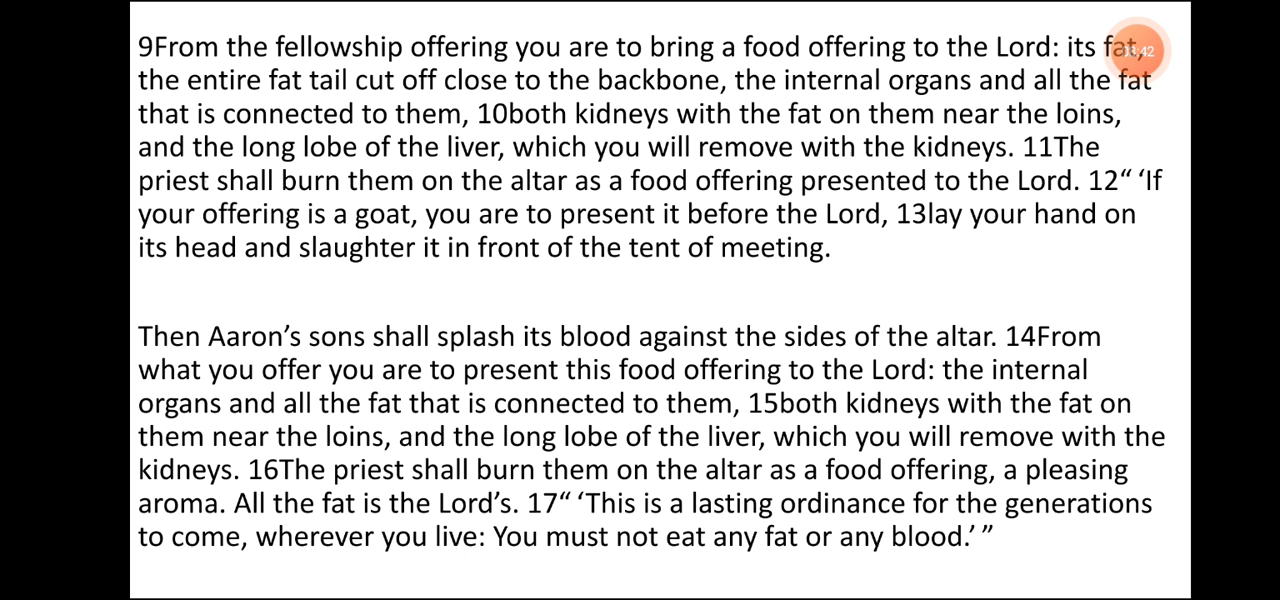 9From the fellowship offering you are to bring a food offering to the Lord: its fat,
the entire fat tail cut off close to the backbone, the internal organs and all the fat
that is connected to them, 10both kidneys with the fat on them near the loins,
and the long lobe of the liver, which you will remove with the kidneys. 11The
priest shall burn them on the altar as a food offering presented to the Lord. 12“ ‘If
your offering is a goat, you are to present it before the Lord, 13lay your hand on
its head and slaughter it in front of the tent of meeting.
Then Aaron’s sons shall splash its blood against the sides of the altar. 14From
what you offer you are to present this food offering to the Lord: the internal
organs and all the fat that is connected to them, 15both kidneys with the fat on
them near the loins, and the long lobe of the liver, which you will remove with the
kidneys. 16The priest shall burn them on the altar as a food offering, a pleasing
aroma. All the fat is the Lord’s. 17“ ‘This is a lasting ordinance for the generations
to come, wherever you live: You must not eat any fat or any blood.’ ”